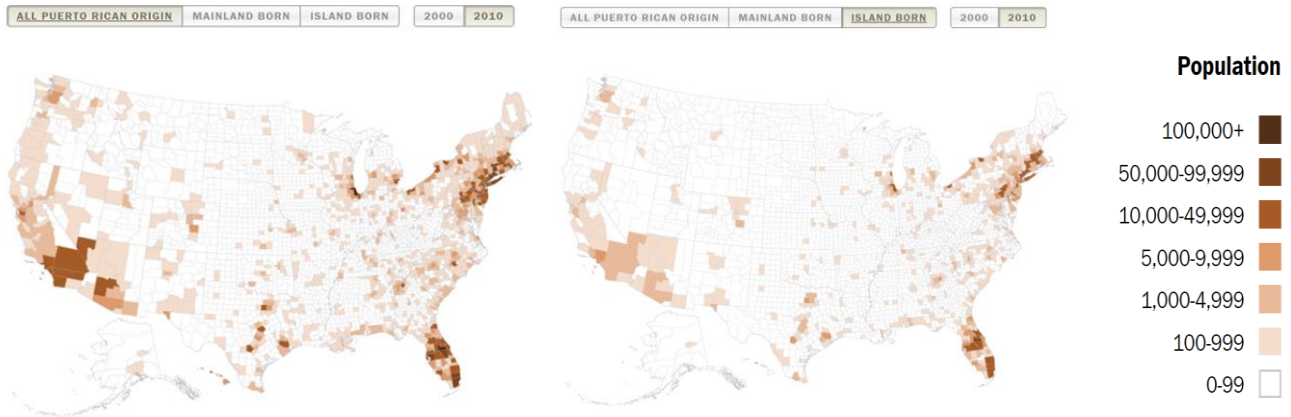 ALL PUERTO RICAN ORIGIN MAINLAND BORN ISLAND BORN 2000 2010
ALL PUERTO RICAN ORIGIN MAINLAND BORN ISLAND BORN 2000 2010
Population
100,000+
50,000-99,999
10,000-49,999
5,000-9,999
1,000-4,999
100-999
0-99